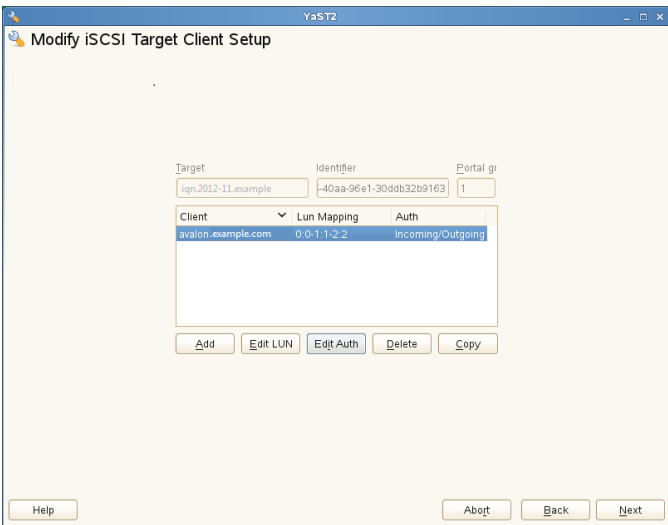 YaST2
Modify iSCSI Target Client Setup
Target Identifier Portal gr
iqn.2012-11.example -40aa-96e1-30ddb32b9163 1
Client Lun Mapping Auth
avalon.example.com 0:0-1:1-2:2 Incoming/Outgoing
Add Edit LUN Edit Auth Delete Copy
Help Abort Back Next